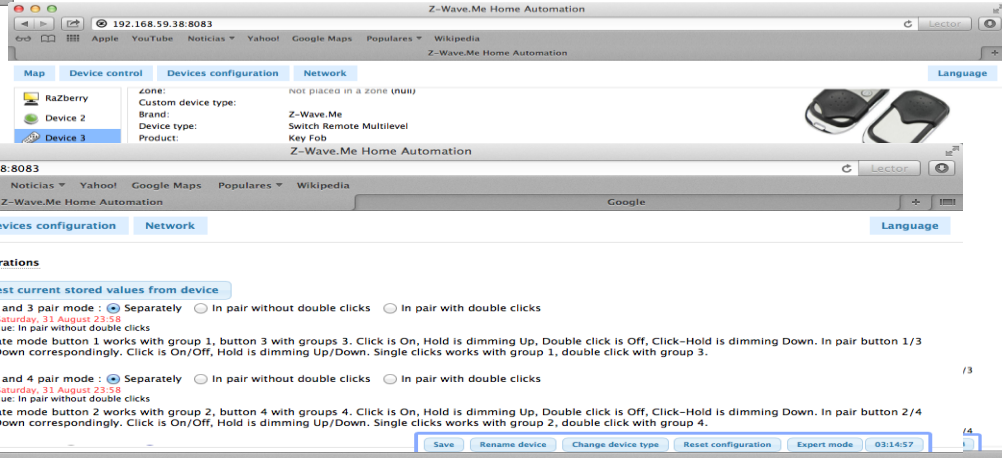 Z-Wave.Me Home Automation
192.168.59.38:8083
Lector
Apple YouTube Noticias Yahoo! Google Maps Populares Wikipedia
Z-Wave.Me Home Automation
Map Device control Devices configuration Network Language
RaZberry
Device 2
Device 3
Zone: Not placed in a zone (null)
Custom device type:
Brand: Z-Wave.Me
Device type: Switch Remote Multilevel
Product: Key Fob
Z-Wave.Me Home Automation
8:8083 Lector
Noticias Yahoo! Google Maps Populares Wikipedia
Z-Wave.Me Home Automation Google +
evices configuration Network Language
rations
est current stored values from device
and 3 pair mode : Separately In pair without double clicks In pair with double clicks
aturday, 31 August 23:58
ue: In pair without double clicks
ate mode button 1 works with group 1, button 3 with groups 3. Click is On, Hold is dimming Up, Double click is Off, Click-Hold is dimming Down. In pair button 1/3
Down correspondingly. Click is On/Off, Hold is dimming Up/Down. Single clicks works with group 1, double click with group 3.
/3
and 4 pair mode : Separately In pair without double clicks In pair with double clicks
aturday, 31 August 23:58
ue: In pair without double clicks
ate mode button 2 works with group 2, button 4 with groups 4. Click is On, Hold is dimming Up, Double click is Off, Click-Hold is dimming Down. In pair button 2/4
Down correspondingly. Click is On/Off, Hold is dimming Up/Down. Single clicks works with group 2, double click with group 4.
/4
Save Rename device Change device type Reset configuration Expert mode 03:14:57